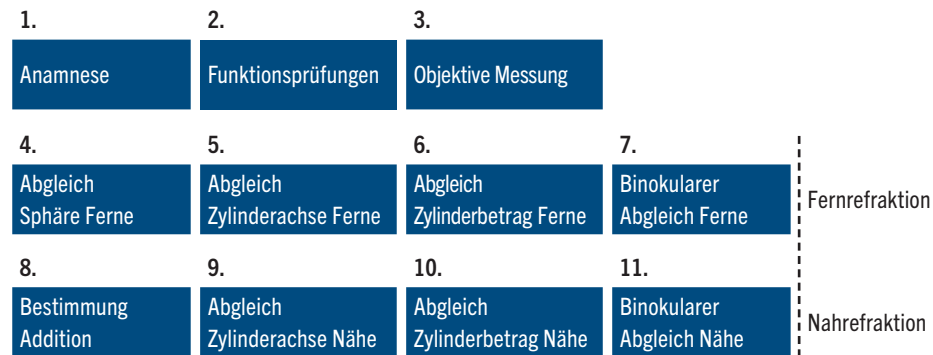 1.
2.
3.
Anamnese
Funktionsprüfungen
Objektive Messung
4.
5.
6.
7.
Abgleich
Sphäre Ferne
Abgleich
Zylinderachse Ferne
Abgleich
Zylinderbetrag Ferne
Binokularer
Abgleich Ferne
Fernrefraktion
8.
9.
10.
11.
Bestimmung
Addition
Abgleich
Zylinderachse Nähe
Abgleich
Zylinderbetrag Nähe
Binokularer
Abgleich Nähe
Nahrefraktion